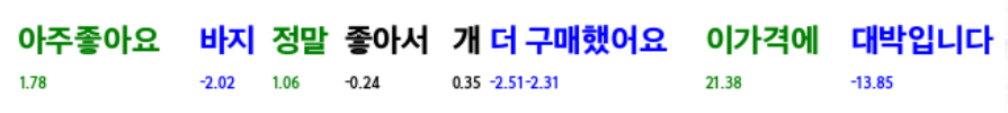 아주좋아요 바지 정말 좋아서 개 더 구매했어요 이가격에 대박입니다
1.78 -2.02 1.06 -0.24 0.35 -2.51 -2.31 21.38 -13.85